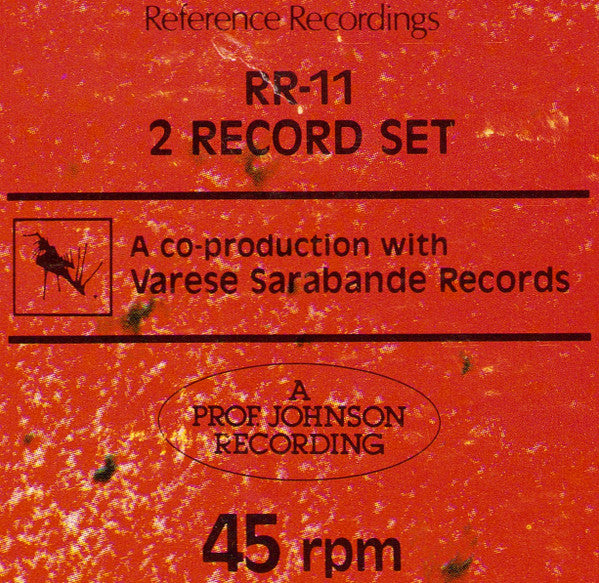 Reference Recordings
RR-11
2 RECORD SET
A co-production with
Varese Sarabande Records
A
PROF. JOHNSON
RECORDING
45 rpm